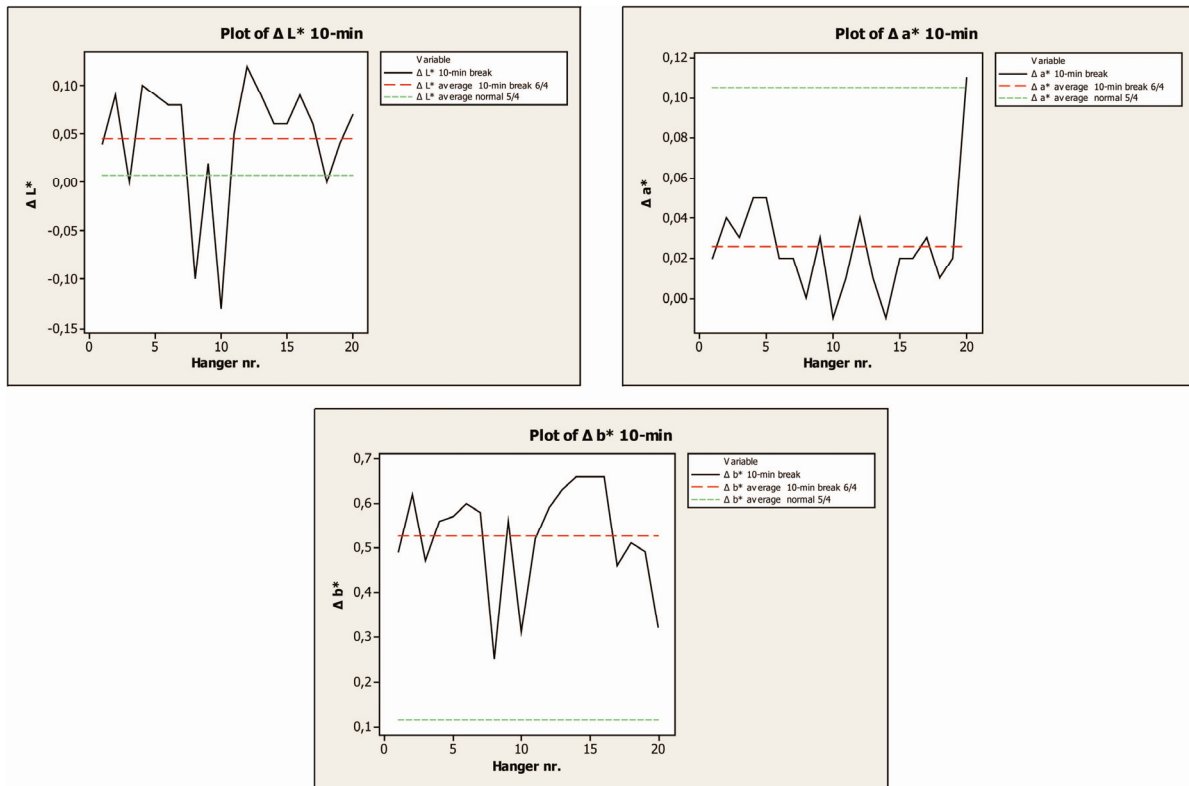 Plot of Δ L* 10-min
Variable
Δ L* 10-min break
Δ L* average 10-min break 6/4
Δ L* average normal 5/4
0,10
0,05
0,00
-0,05
-0,10
-0,15
Δ L*
0 5 10 15 20
Hanger nr.
Plot of Δ a* 10-min
Variable
Δ a* 10-min break
Δ a* average 10-min break 6/4
Δ a* average normal 5/4
0,12
0,10
0,08
0,06
0,04
0,02
0,00
Δ a*
0 5 10 15 20
Hanger nr.
Plot of Δ b* 10-min
Variable
Δ b* 10-min break
Δ b* average 10-min break 6/4
Δ b* average normal 5/4
0,7
0,6
0,5
0,4
0,3
0,2
0,1
Δ b*
0 5 10 15 20
Hanger nr.